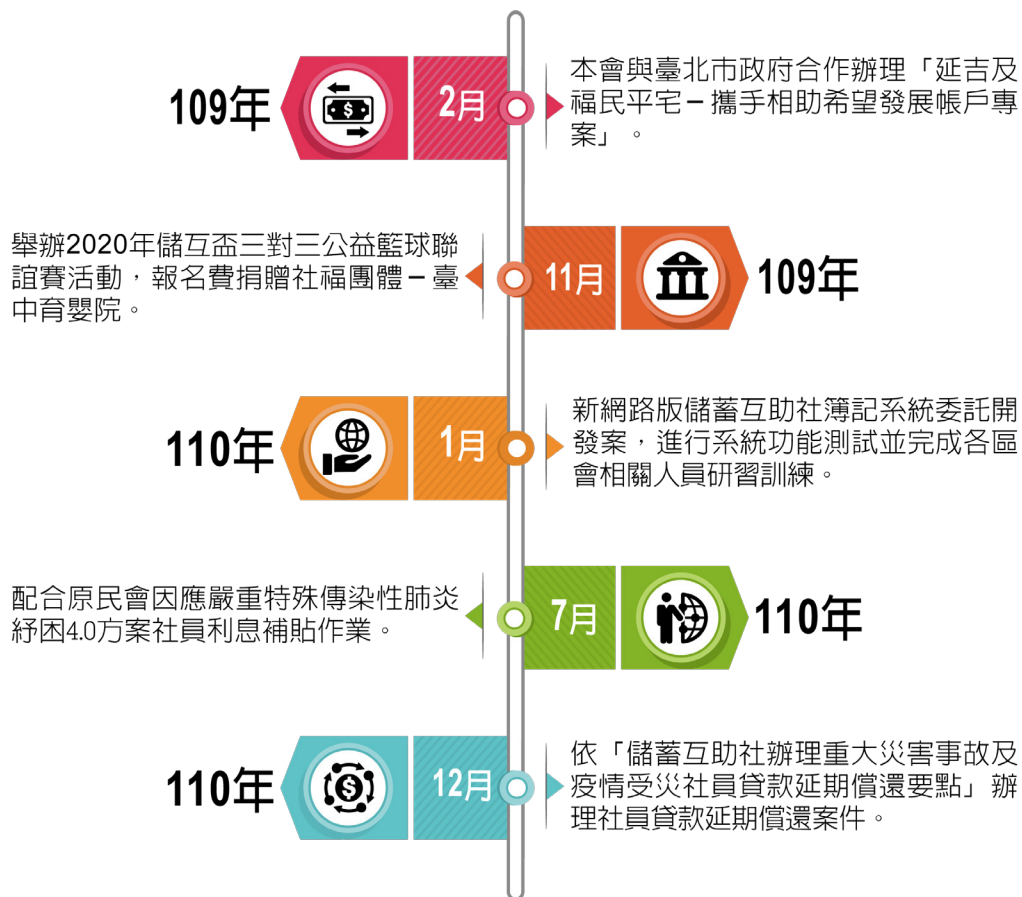 109年
2月
本會與臺北市政府合作辦理「延吉及
福民平宅－攜手相助希望發展帳戶專
案」。
舉辦2020年儲互盃三對三公益籃球聯
誼賽活動，報名費捐贈社福團體－臺
中育嬰院。
11月
109年
110年
1月
新網路版儲蓄互助社簿記系統委託開
發案，進行系統功能測試並完成各區
會相關人員研習訓練。
配合原民會因應嚴重特殊傳染性肺炎
紓困4.0方案社員利息補貼作業。
7月
110年
110年
12月
依「儲蓄互助社辦理重大災害事故及
疫情受災社員貸款延期償還要點」辦
理社員貸款延期償還案件。